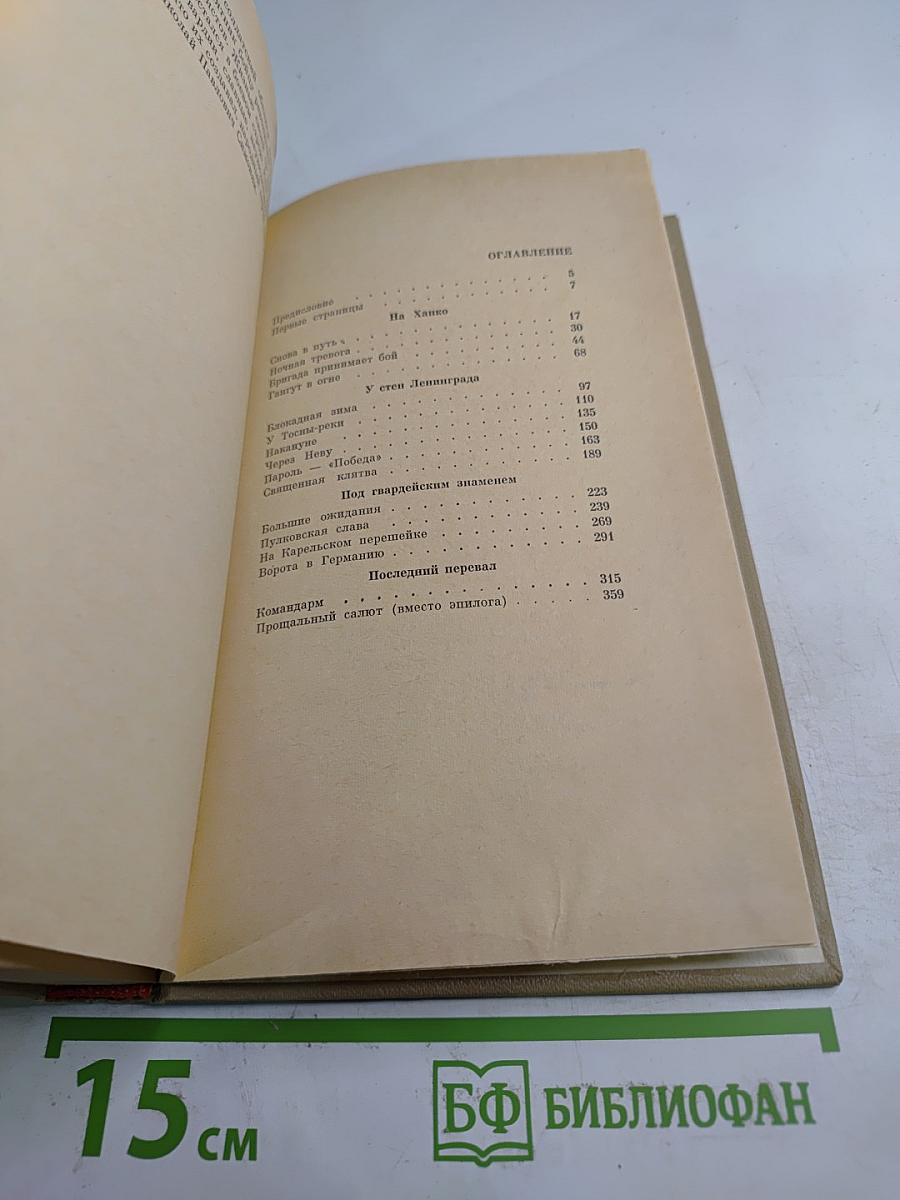 Николай Павлович
ОГЛАВЛЕНИЕ
Предисловие . . . . . . . . . . 5
Первые страницы . . . . . . . . . . 7
На Ханко
Снова в путь . . . . . . . . . . 17
Ночная тревога . . . . . . . . . . 30
Бригада принимает бой . . . . . . . . 44
Гангут в огне . . . . . . . . . . 68
У стен Ленинграда
Блокадная зима . . . . . . . . . . 97
У Тосны-реки . . . . . . . . . . 110
Накануне . . . . . . . . . . 135
Через Неву . . . . . . . . . . 150
Пароль — «Победа» . . . . . . . . . . 163
Священная клятва . . . . . . . . . . 189
Под гвардейским знаменем
Большие ожидания . . . . . . . . . . 223
Пулковская слава . . . . . . . . . . 239
На Карельском перешейке . . . . . . . . 269
Ворота в Германию . . . . . . . . . . 291
Последний перевал
Командарм . . . . . . . . . . 315
Прощальный салют (вместо эпилога) . . . . . 359
15 см
БФ БИБЛИОФАН